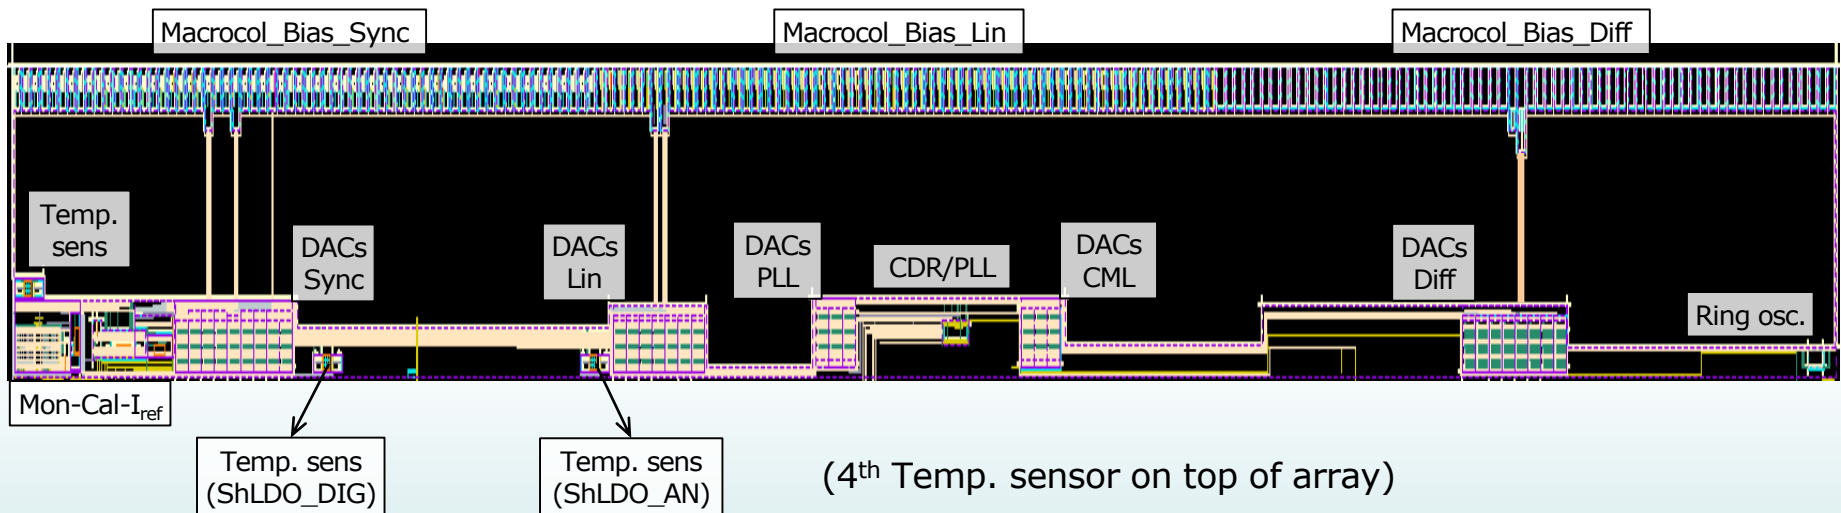 Macrocol_Bias_Sync
Macrocol_Bias_Lin
Macrocol_Bias_Diff
Temp.
sens
DACs
Sync
DACs
Lin
DACs
PLL
CDR/PLL
DACs
CML
DACs
Diff
Ring osc.
Mon-Cal-Iref
Temp. sens
(ShLDO_DIG)
Temp. sens
(ShLDO_AN)
(4th Temp. sensor on top of array)